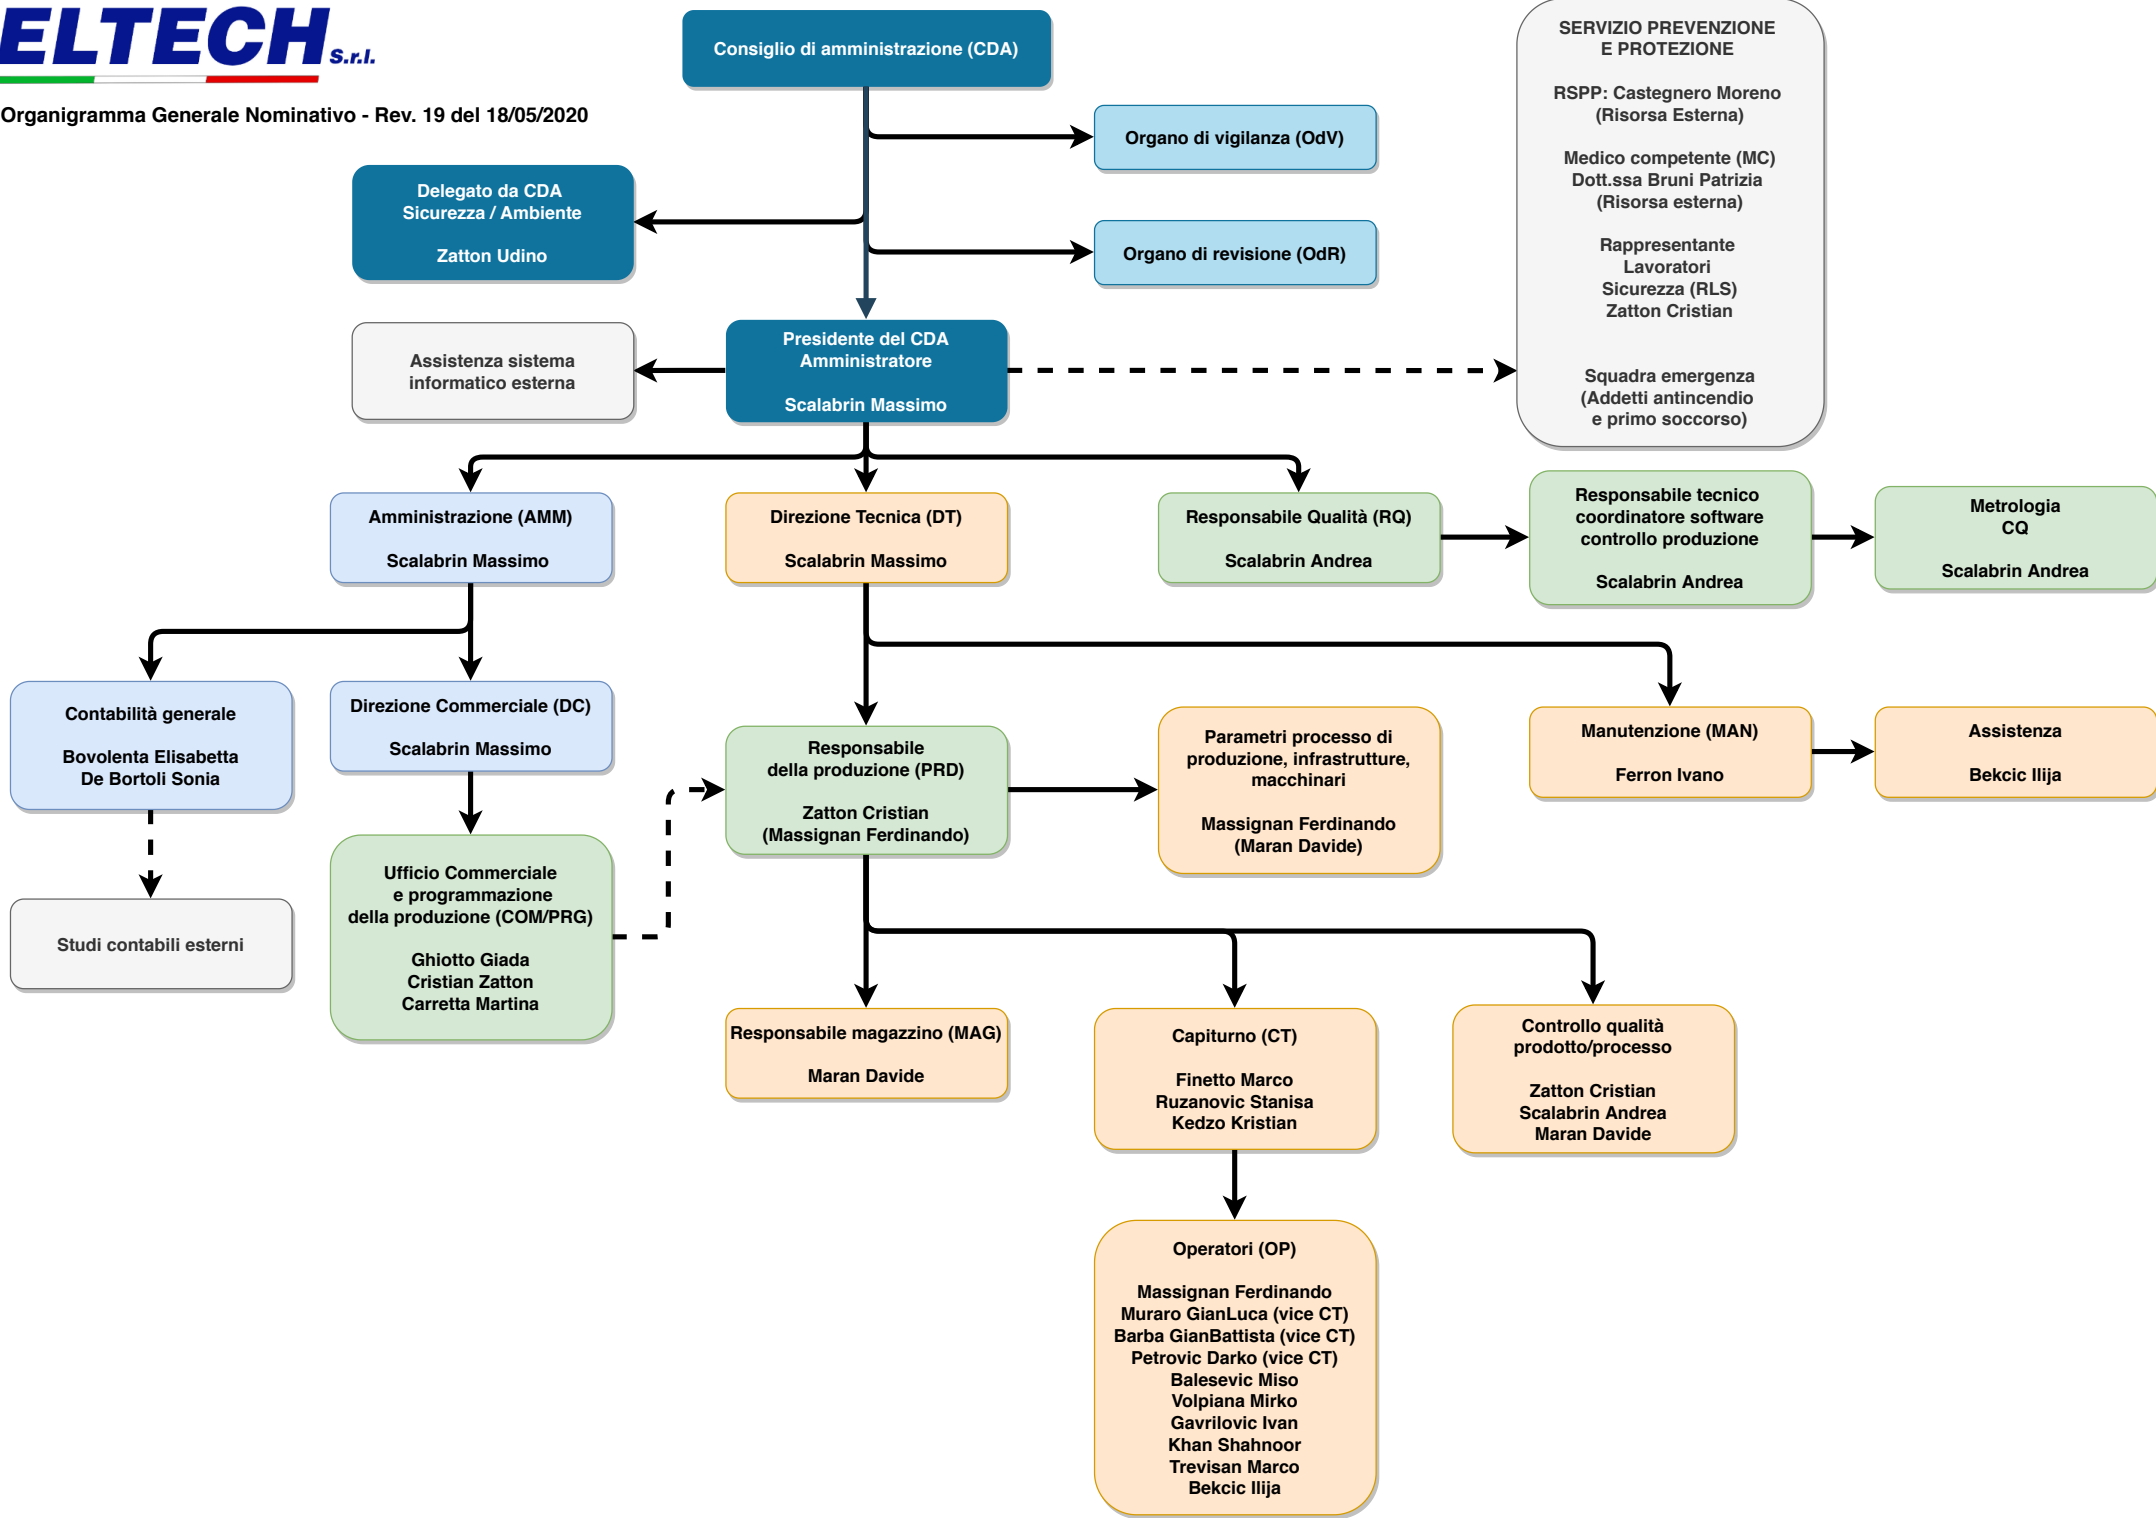 ELTECH S.r.l.
Organigramma Generale Nominativo - Rev. 19 del 18/05/2020
Consiglio di amministrazione (CDA)
SERVIZIO PREVENZIONE
E PROTEZIONE
RSPP: Castegnero Moreno
(Risorsa Esterna)
Medico competente (MC)
Dott.ssa Bruni Patrizia
(Risorsa esterna)
Rappresentante
Lavoratori
Sicurezza (RLS)
Zatton Cristian
Squadra emergenza
(Addetti antincendio
e primo soccorso)
Organo di vigilanza (OdV)
Delegato da CDA
Sicurezza / Ambiente
Zatton Udino
Organo di revisione (OdR)
Assistenza sistema
informatico esterna
Presidente del CDA
Amministratore
Scalabrin Massimo
Amministrazione (AMM)
Scalabrin Massimo
Direzione Tecnica (DT)
Scalabrin Massimo
Responsabile Qualità (RQ)
Scalabrin Andrea
Responsabile tecnico
coordinatore software
controllo produzione
Scalabrin Andrea
Metrologia
CQ
Scalabrin Andrea
Contabilità generale
Bovolenta Elisabetta
De Bortoli Sonia
Direzione Commerciale (DC)
Scalabrin Massimo
Responsabile
della produzione (PRD)
Zatton Cristian
(Massignan Ferdinando)
Parametri processo di
produzione, infrastrutture,
macchinari
Massignan Ferdinando
(Maran Davide)
Manutenzione (MAN)
Ferron Ivano
Assistenza
Bekcic Ilija
Studi contabili esterni
Ufficio Commerciale
e programmazione
della produzione (COM/PRG)
Ghiotto Giada
Cristian Zatton
Carretta Martina
Responsabile magazzino (MAG)
Maran Davide
Capiturno (CT)
Finetto Marco
Ruzanovic Stanisa
Kedzo Kristian
Controllo qualità
prodotto/processo
Zatton Cristian
Scalabrin Andrea
Maran Davide
Operatori (OP)
Massignan Ferdinando
Muraro GianLuca (vice CT)
Barba GianBattista (vice CT)
Petrovic Darko (vice CT)
Balesevic Miso
Volpiana Mirko
Gavrilovic Ivan
Khan Shahnoor
Trevisan Marco
Bekcic Ilija